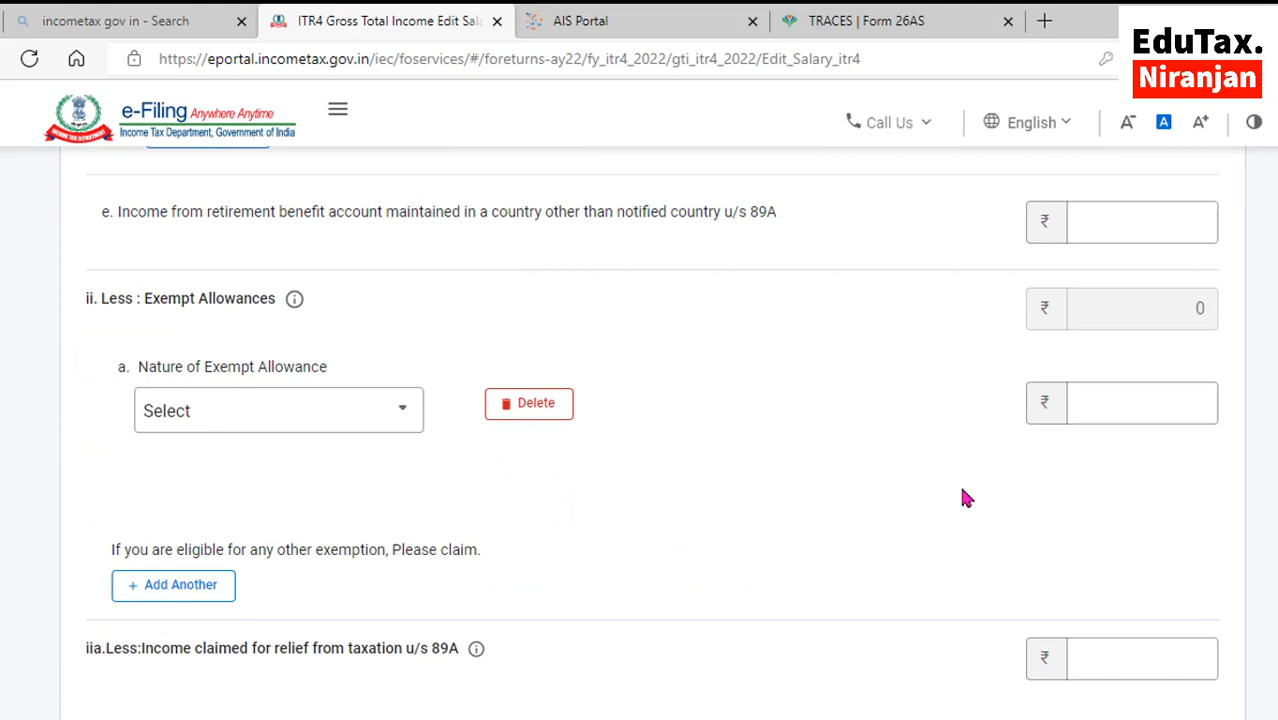 incometax gov in - Search
ITR4 Gross Total Income Edit Sala
AIS Portal
TRACES | Form 26AS
https://eportal.incometax.gov.in/iec/foservices/#/foreturns-ay22/fy_itr4_2022/gti_itr4_2022/Edit_Salary_itr4
EduTax.
Niranjan
e-Filing Anywhere Anytime
Income Tax Department, Government of India
Call Us
English
A-
A
A+
e. Income from retirement benefit account maintained in a country other than notified country u/s 89A
₹
ii. Less : Exempt Allowances
₹ 0
a. Nature of Exempt Allowance
Select
Delete
₹
If you are eligible for any other exemption, Please claim.
+ Add Another
iia.Less:Income claimed for relief from taxation u/s 89A
₹